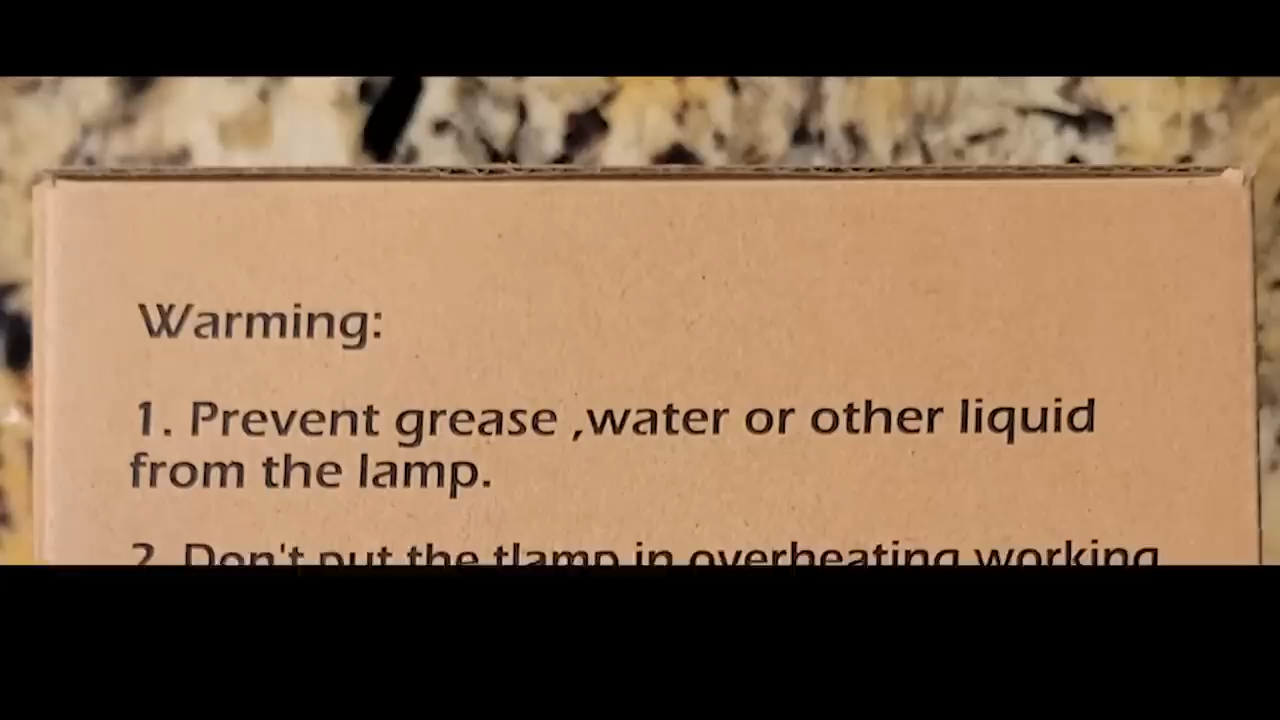 Warming:
1. Prevent grease ,water or other liquid
from the lamp.
2. Don't put the tlamp in overheating working